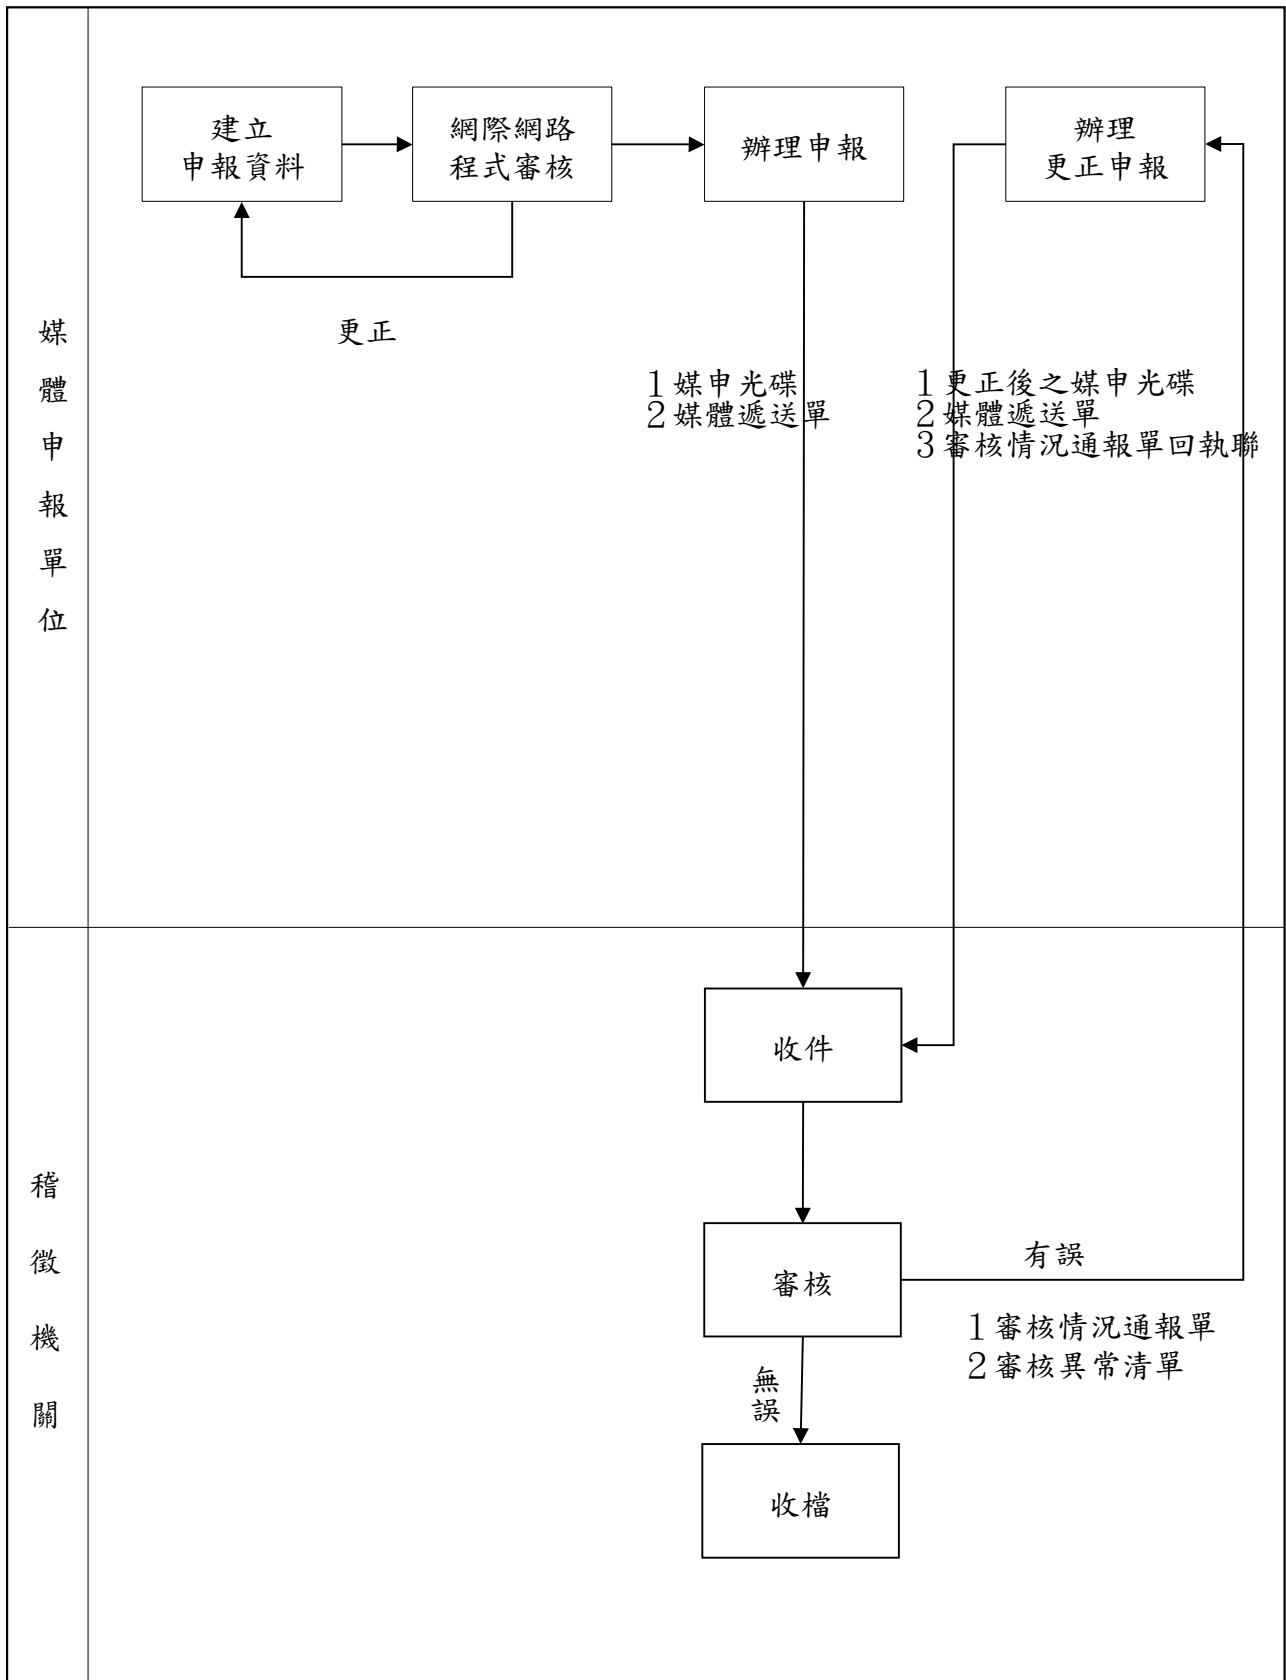 媒體申報單位
建立
申報資料
網際網路
程式審核
辦理申報
辦理
更正申報
更正
1媒申光碟
2媒體遞送單
1更正後之媒申光碟
2媒體遞送單
3審核情況通報單回執聯
稽徵機關
收件
審核
有誤
1審核情況通報單
2審核異常清單
無誤
收檔